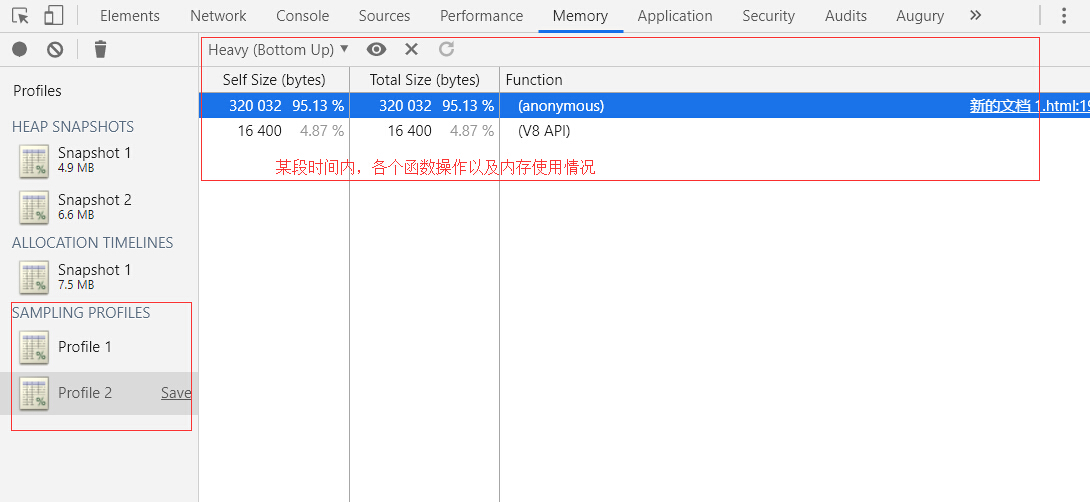 Elements Network Console Sources Performance Memory Application Security Audits Augury »
Heavy (Bottom Up) ▼
Profiles
HEAP SNAPSHOTS
Snapshot 1
4.9 MB
Snapshot 2
6.6 MB
ALLOCATION TIMELINES
Snapshot 1
7.5 MB
SAMPLING PROFILES
Profile 1
Profile 2 Save
Self Size (bytes) Total Size (bytes) Function
320 032 95.13 % 320 032 95.13 % (anonymous) 新的文档 1.html:19
16 400 4.87 % 16 400 4.87 % (V8 API)
某段时间内，各个函数操作以及内存使用情况